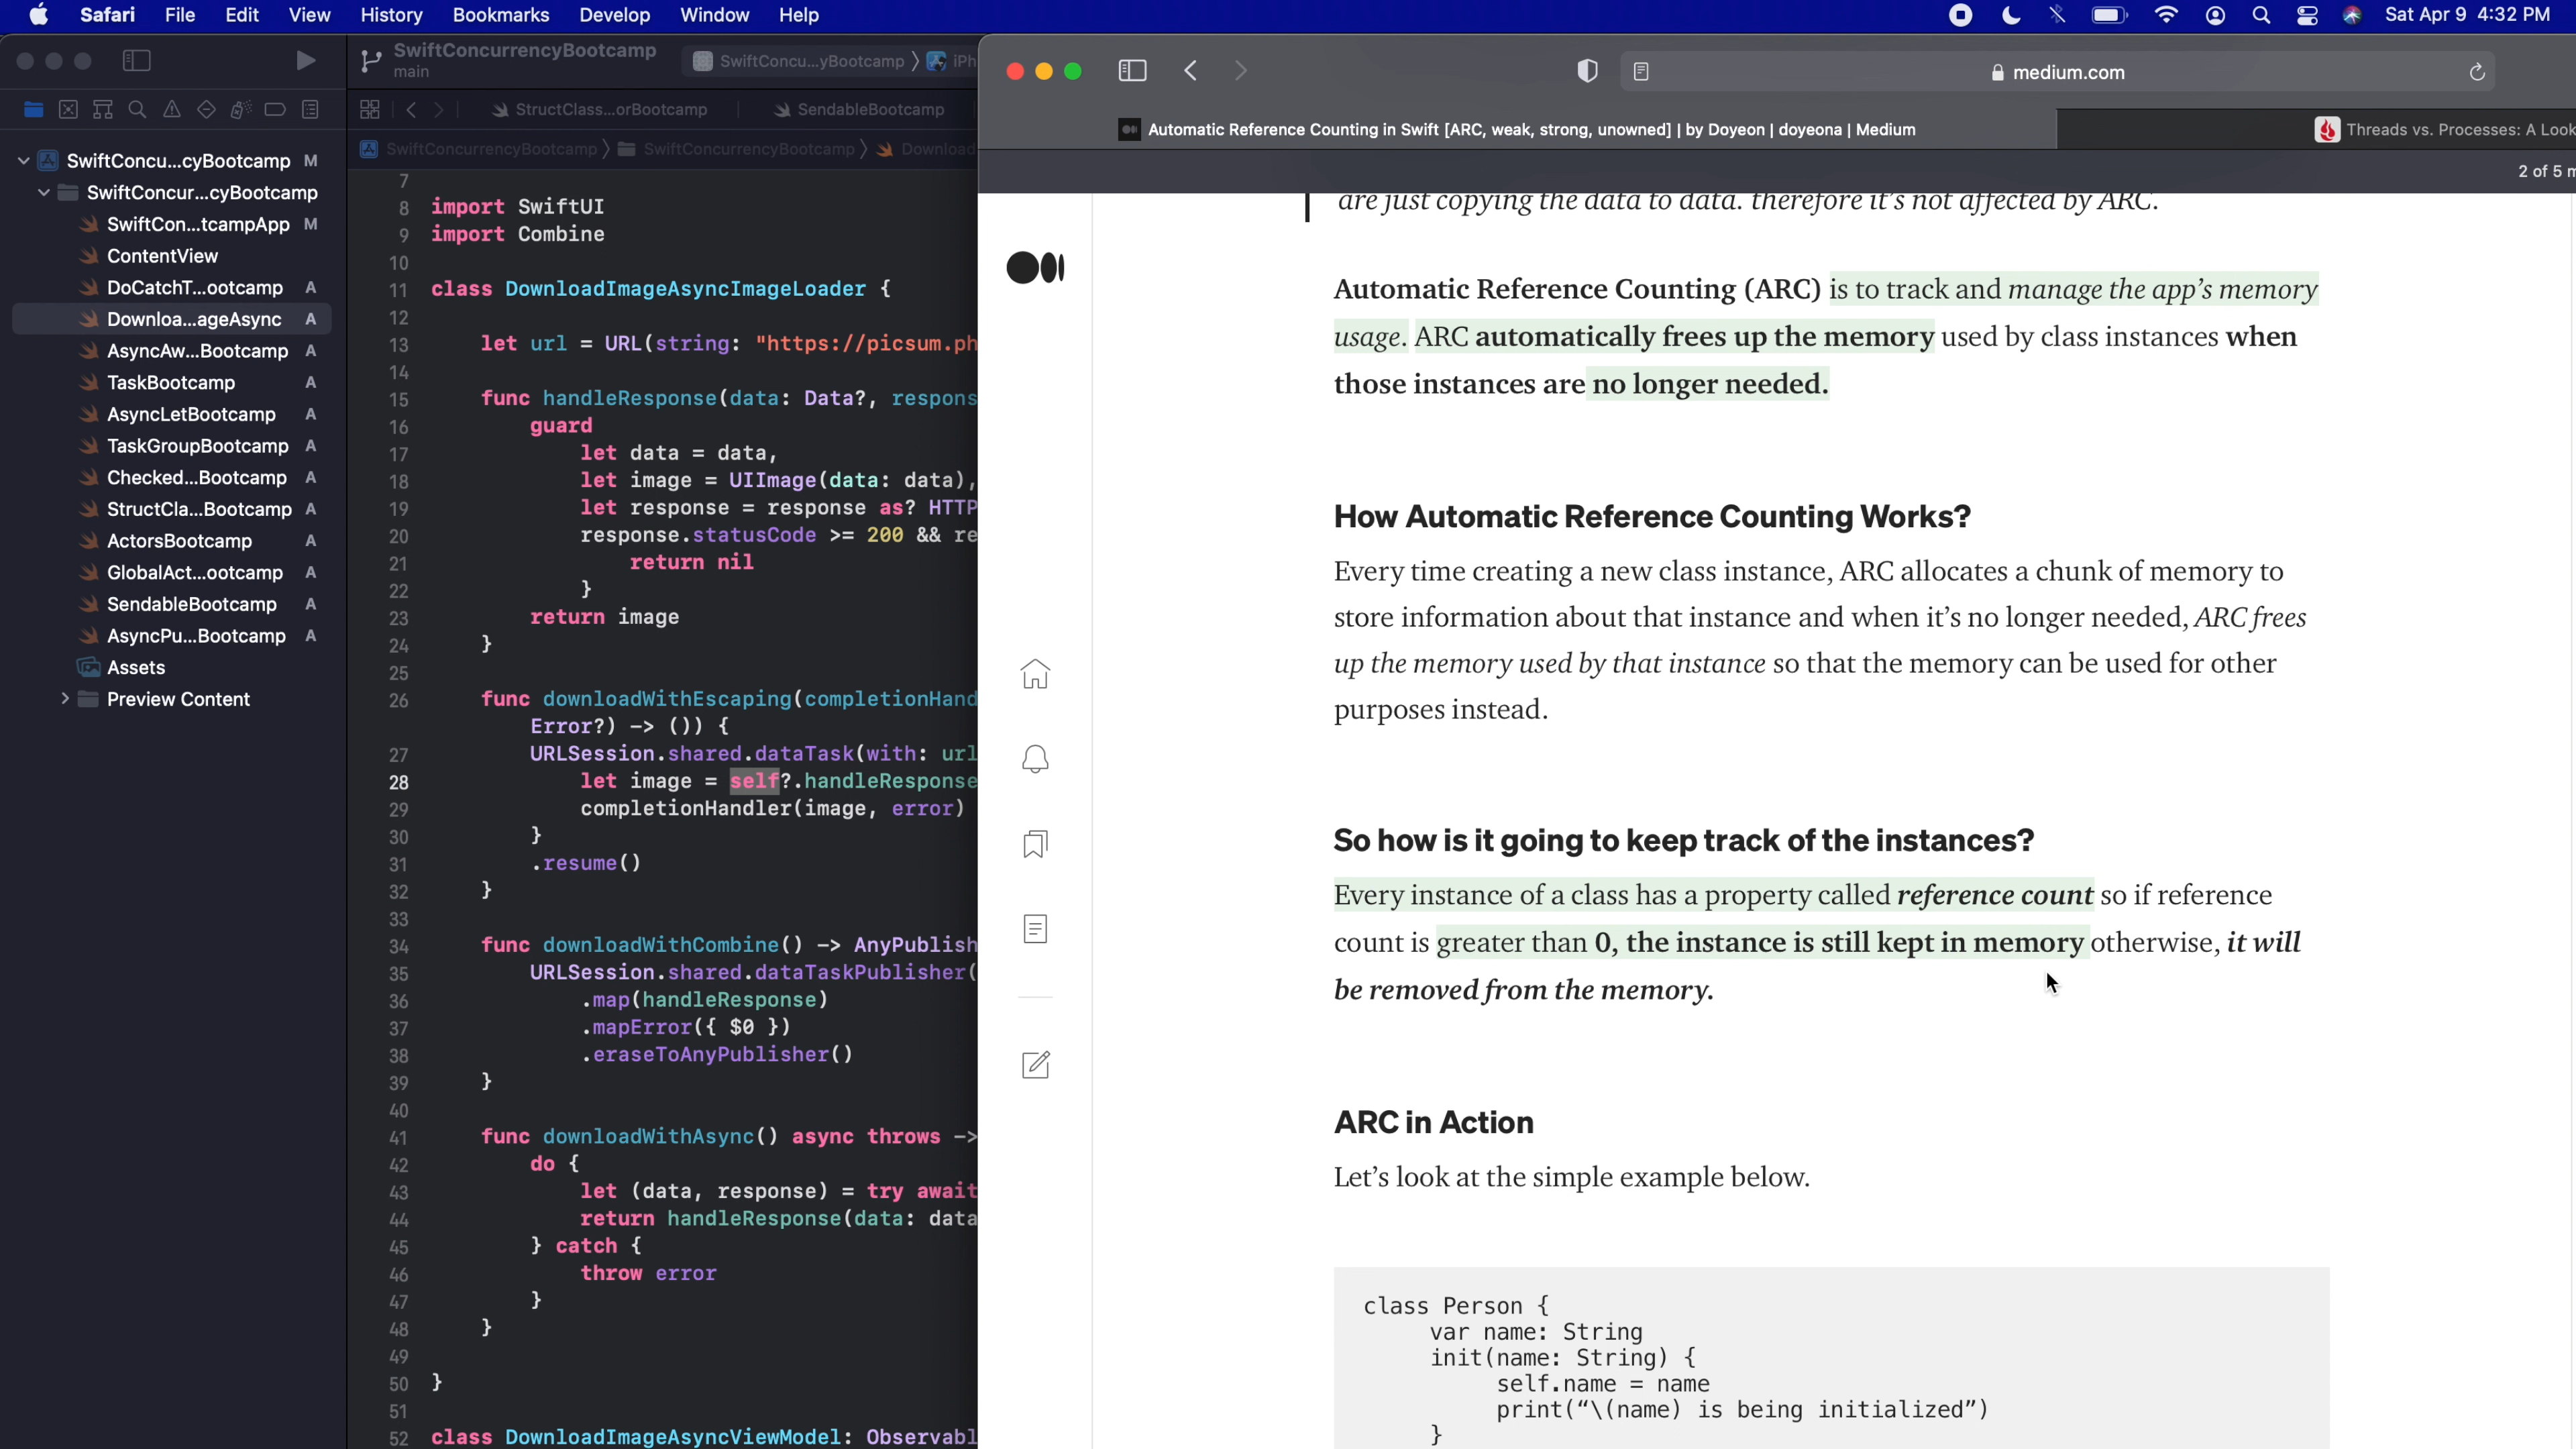 Safari File Edit View History Bookmarks Develop Window Help Sat Apr 9 4:32 PM
SwiftConcurrencyBootcamp
main
SwiftConcu...yBootcamp 〉 iPh
StructClass...orBootcamp SendableBootcamp
SwiftConcurrencyBootcamp 〉 SwiftConcurrencyBootcamp 〉 Download
SwiftConcu...cyBootcamp M
SwiftConcur...cyBootcamp
SwiftCon...tcampApp M
ContentView
DoCatchT...ootcamp A
Downloa...ageAsync A
AsyncAw...Bootcamp A
TaskBootcamp A
AsyncLetBootcamp A
TaskGroupBootcamp A
Checked...Bootcamp A
StructCla...Bootcamp A
ActorsBootcamp A
GlobalAct...ootcamp A
SendableBootcamp A
AsyncPu...Bootcamp A
Assets
Preview Content
7
8 import SwiftUI
9 import Combine
10
11 class DownloadImageAsyncImageLoader {
12
13 let url = URL(string: "https://picsum.ph
14
15 func handleResponse(data: Data?, respons
16 guard
17 let data = data,
18 let image = UIImage(data: data),
19 let response = response as? HTTP
20 response.statusCode >= 200 && re
21 return nil
22 }
23 return image
24 }
25
26 func downloadWithEscaping(completionHand
Error?) -> ()) {
27 URLSession.shared.dataTask(with: url
28 let image = self?.handleResponse
29 completionHandler(image, error)
30 }
31 .resume()
32 }
33
34 func downloadWithCombine() -> AnyPublish
35 URLSession.shared.dataTaskPublisher(
36 .map(handleResponse)
37 .mapError({ $0 })
38 .eraseToAnyPublisher()
39 }
40
41 func downloadWithAsync() async throws ->
42 do {
43 let (data, response) = try await
44 return handleResponse(data: data
45 } catch {
46 throw error
47 }
48 }
49
50 }
51
52 class DownloadImageAsyncViewModel: Observabl
medium.com
Automatic Reference Counting in Swift [ARC, weak, strong, unowned] | by Doyeon | doyeona | Medium
Threads vs. Processes: A Look
2 of 5 m
are just copying the data to data. therefore it's not affected by ARC.
Automatic Reference Counting (ARC) is to track and manage the app's memory
usage. ARC automatically frees up the memory used by class instances when
those instances are no longer needed.
How Automatic Reference Counting Works?
Every time creating a new class instance, ARC allocates a chunk of memory to
store information about that instance and when it's no longer needed, ARC frees
up the memory used by that instance so that the memory can be used for other
purposes instead.
So how is it going to keep track of the instances?
Every instance of a class has a property called reference count so if reference
count is greater than 0, the instance is still kept in memory otherwise, it will
be removed from the memory.
ARC in Action
Let's look at the simple example below.
class Person {
var name: String
init(name: String) {
self.name = name
print(“\(name) is being initialized”)
}